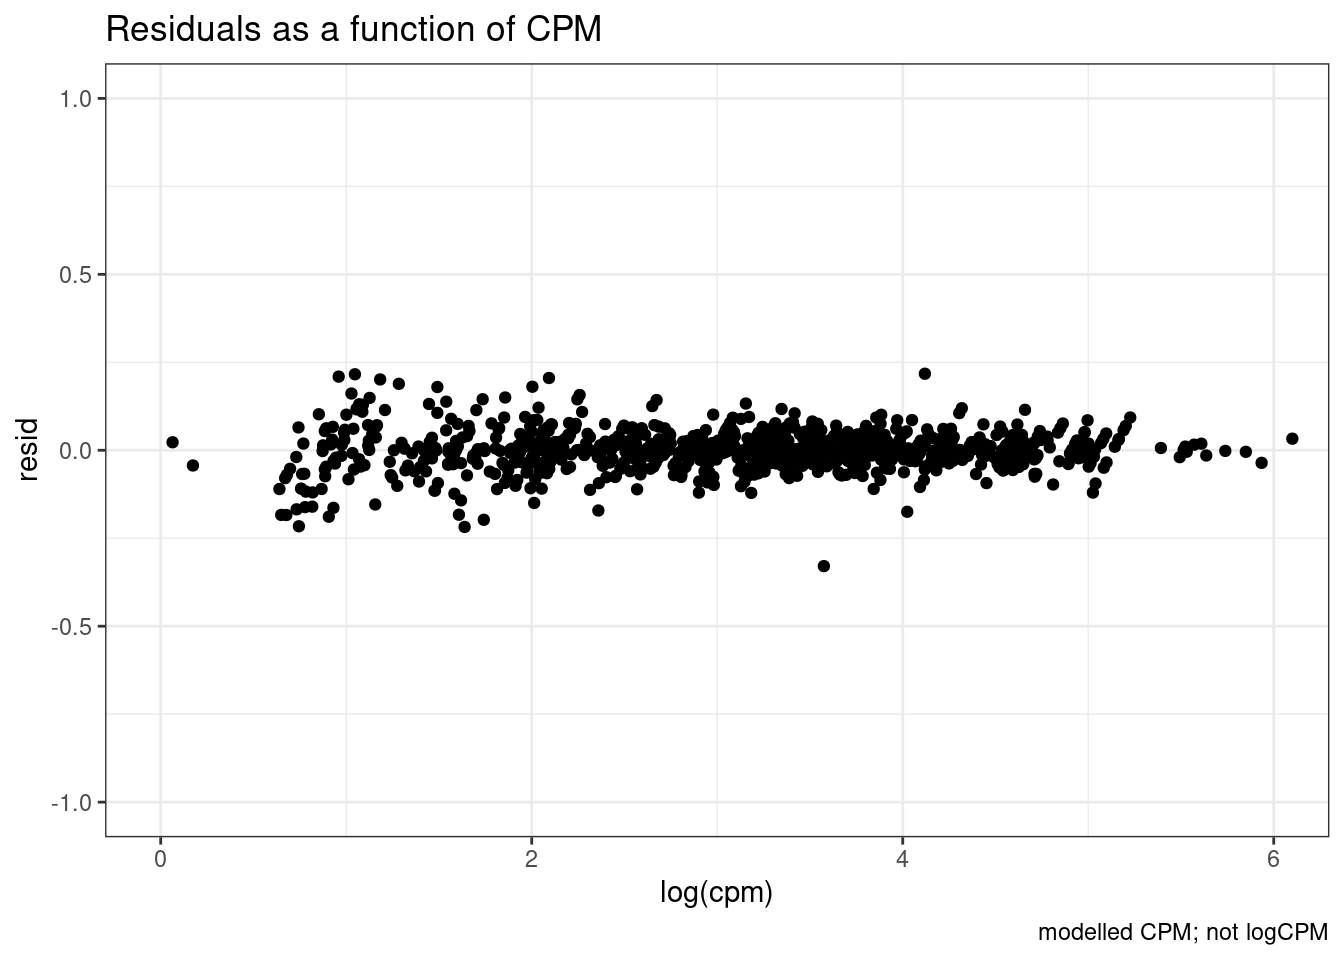 Residuals as a function of CPM
1.0
0.5
0.0
-0.5
-1.0
resid
0 2 4 6
log(cpm)
modelled CPM; not logCPM